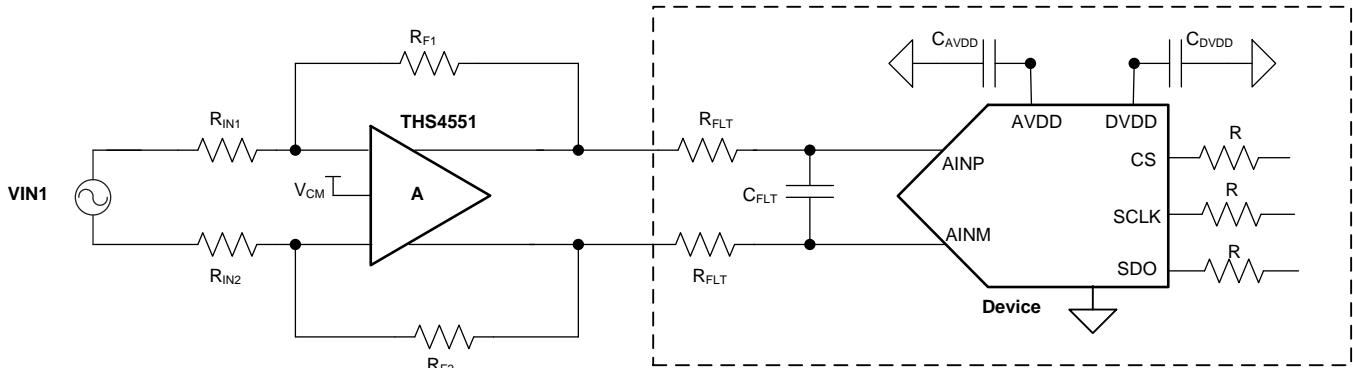 R_F1
C_AVDD
C_DVDD
R_IN1
THS4551
R_FLT
AVDD
DVDD
R
AINP
CS
VIN1
V_CM
A
C_FLT
R
SCLK
AINM
R
SDO
R_IN2
R_FLT
Device